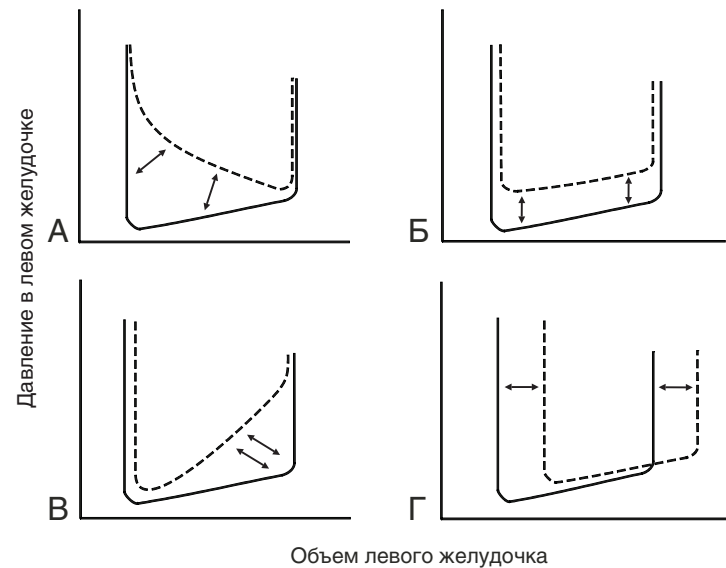 Давление в левом желудочке
А
Б
В
Г
Объем левого желудочка